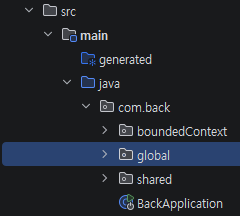 src
main
generated
java
com.back
boundedContext
global
shared
BackApplication